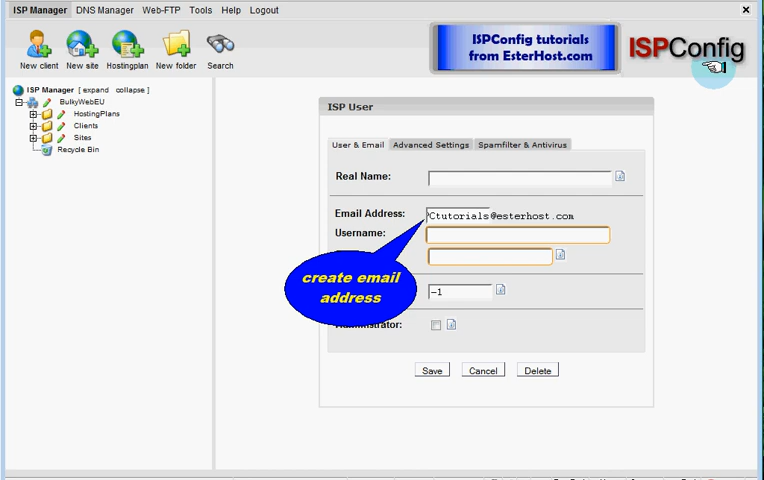 ISP Manager DNS Manager Web-FTP Tools Help Logout
New client New site Hostingplan New folder Search
ISPConfig tutorials
from EsterHost.com
ISPConfig
ISP Manager [ expand collapse ]
BulkyWebEU
HostingPlans
Clients
Sites
Recycle Bin
ISP User
User & Email Advanced Settings Spamfilter & Antivirus
Real Name:
Email Address: Ctutorials@esterhost.com
Username:
create email
address
-1
Administrator:
Save Cancel Delete